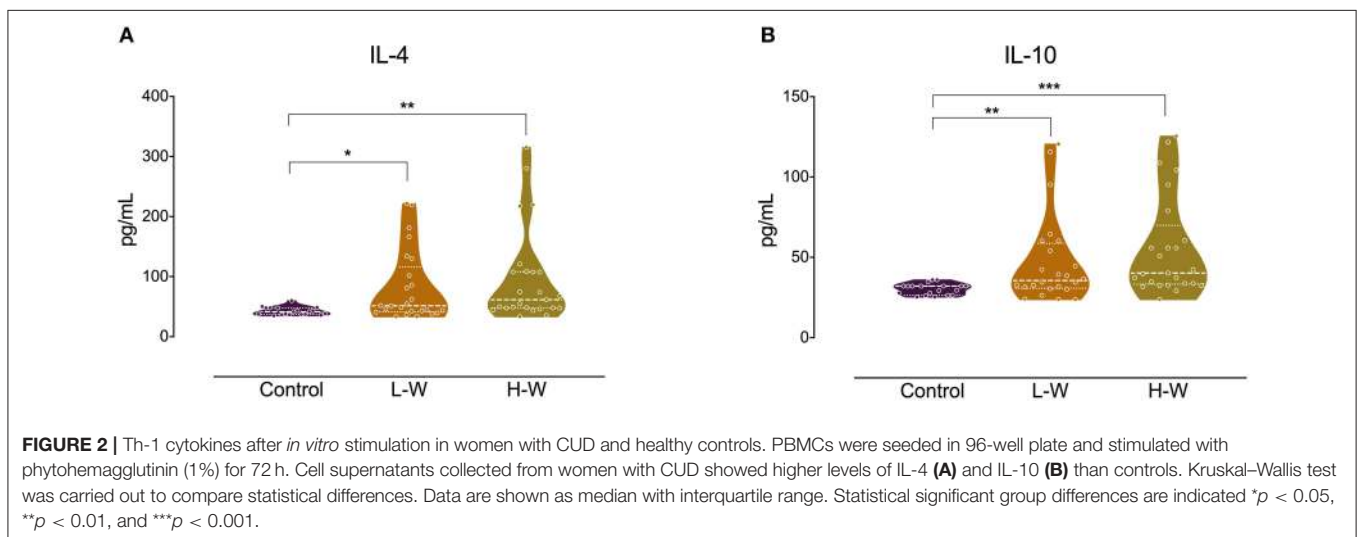 A
IL-4
**
*
400
300
200
100
0
pg/mL
Control L-W H-W
B
IL-10
***
**
150
100
50
0
pg/mL
Control L-W H-W
FIGURE 2 | Th-1 cytokines after in vitro stimulation in women with CUD and healthy controls. PBMCs were seeded in 96-well plate and stimulated with
phytohemagglutinin (1%) for 72 h. Cell supernatants collected from women with CUD showed higher levels of IL-4 (A) and IL-10 (B) than controls. Kruskal–Wallis test
was carried out to compare statistical differences. Data are shown as median with interquartile range. Statistical significant group differences are indicated *p < 0.05,
**p < 0.01, and ***p < 0.001.